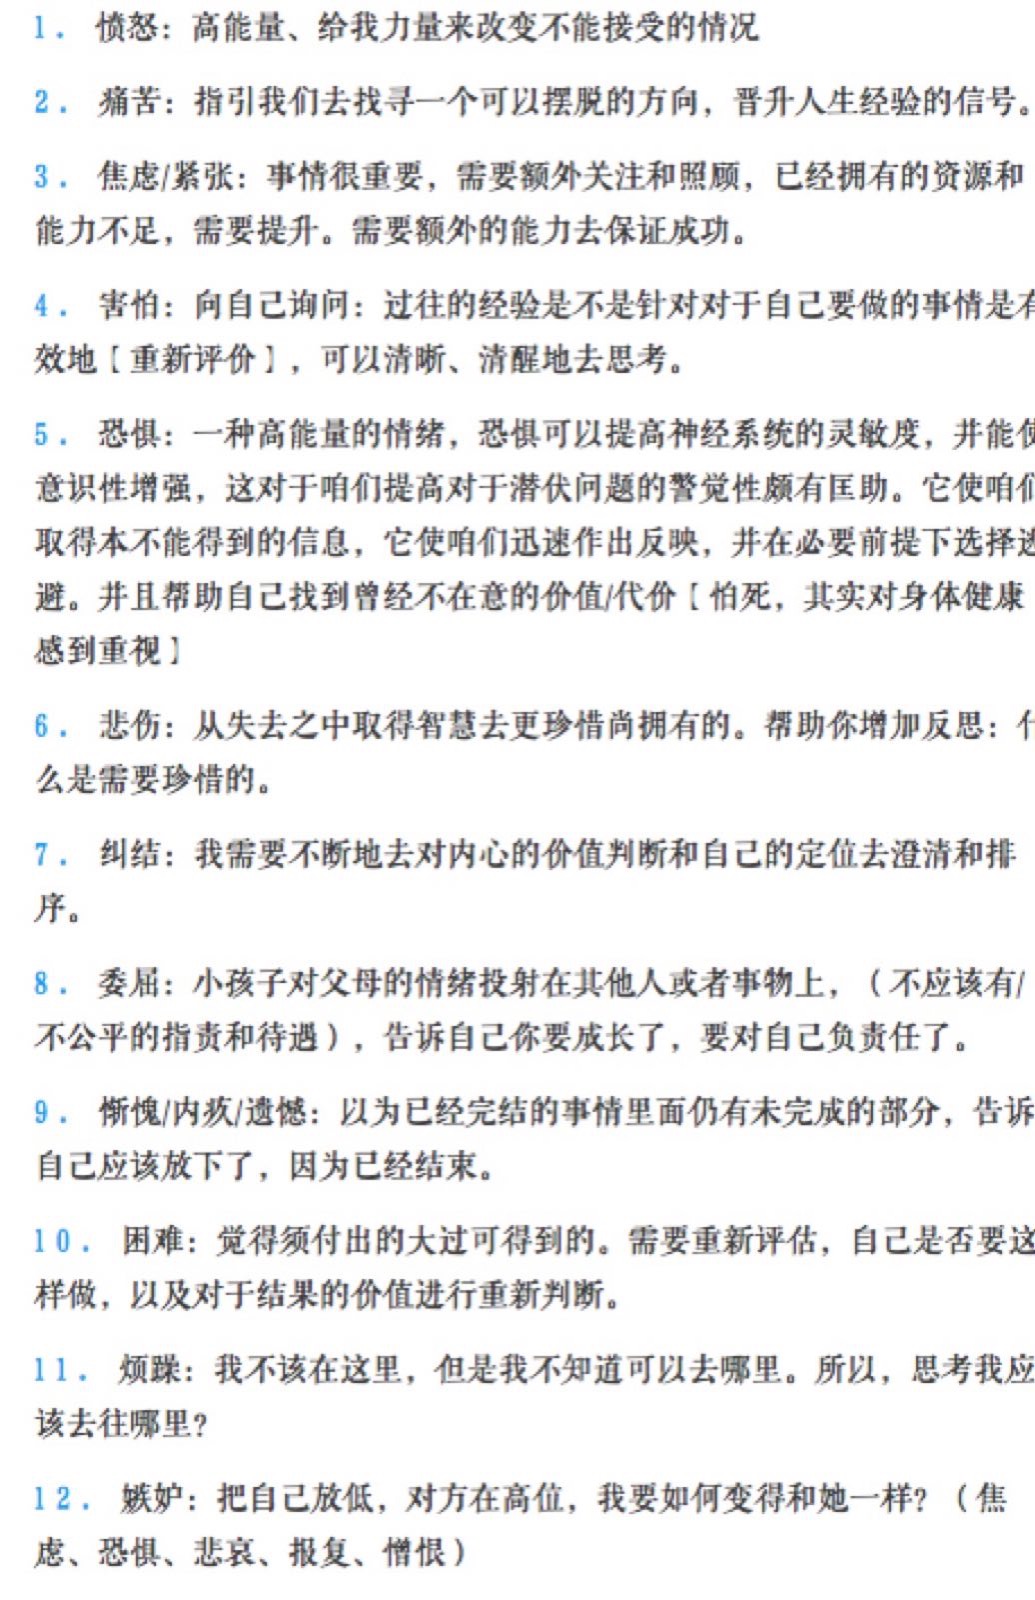 1. 愤怒：高能量、给我力量来改变不能接受的情况
2. 痛苦：指引我们去找寻一个可以摆脱的方向，晋升人生经验的信号。
3. 焦虑/紧张：事情很重要，需要额外关注和照顾，已经拥有的资源和
能力不足，需要提升。需要额外的能力去保证成功。
4. 害怕：向自己询问：过往的经验是不是针对对于自己要做的事情是有
效地［重新评价］，可以清晰、清醒地去思考。
5. 恐惧：一种高能量的情绪，恐惧可以提高神经系统的灵敏度，并能使
意识性增强，这对于咱们提高对于潜伏问题的警觉性颇有匡助。它使咱们
取得本不能得到的信息，它使咱们迅速作出反映，并在必要前提下选择逃
避。并且帮助自己找到曾经不在意的价值/代价［怕死，其实对身体健康
感到重视］
6. 悲伤：从失去之中取得智慧去更珍惜尚拥有的。帮助你增加反思：什
么是需要珍惜的。
7. 纠结：我需要不断地去对内心的价值判断和自己的定位去澄清和排
序。
8. 委屈：小孩子对父母的情绪投射在其他人或者事物上，（不应该有/
不公平的指责和待遇），告诉自己你要成长了，要对自己负责任了。
9. 惭愧/内疚/遗憾：以为已经完结的事情里面仍有未完成的部分，告诉
自己应该放下了，因为已经结束。
10. 困难：觉得须付出的大过可得到的。需要重新评估，自己是否要这
样做，以及对于结果的价值进行重新判断。
11. 烦躁：我不该在这里，但是我不知道可以去哪里。所以，思考我应
该去往哪里？
12. 嫉妒：把自己放低，对方在高位，我要如何变得和她一样？（焦
虑、恐惧、悲哀、报复、憎恨）